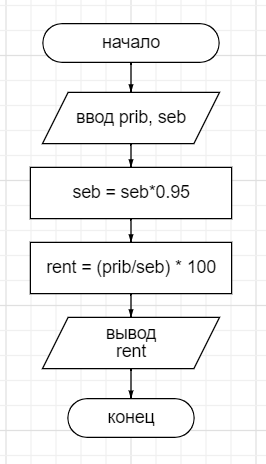 начало
ввод prib, seb
seb = seb*0.95
rent = (prib/seb) * 100
вывод
rent
конец